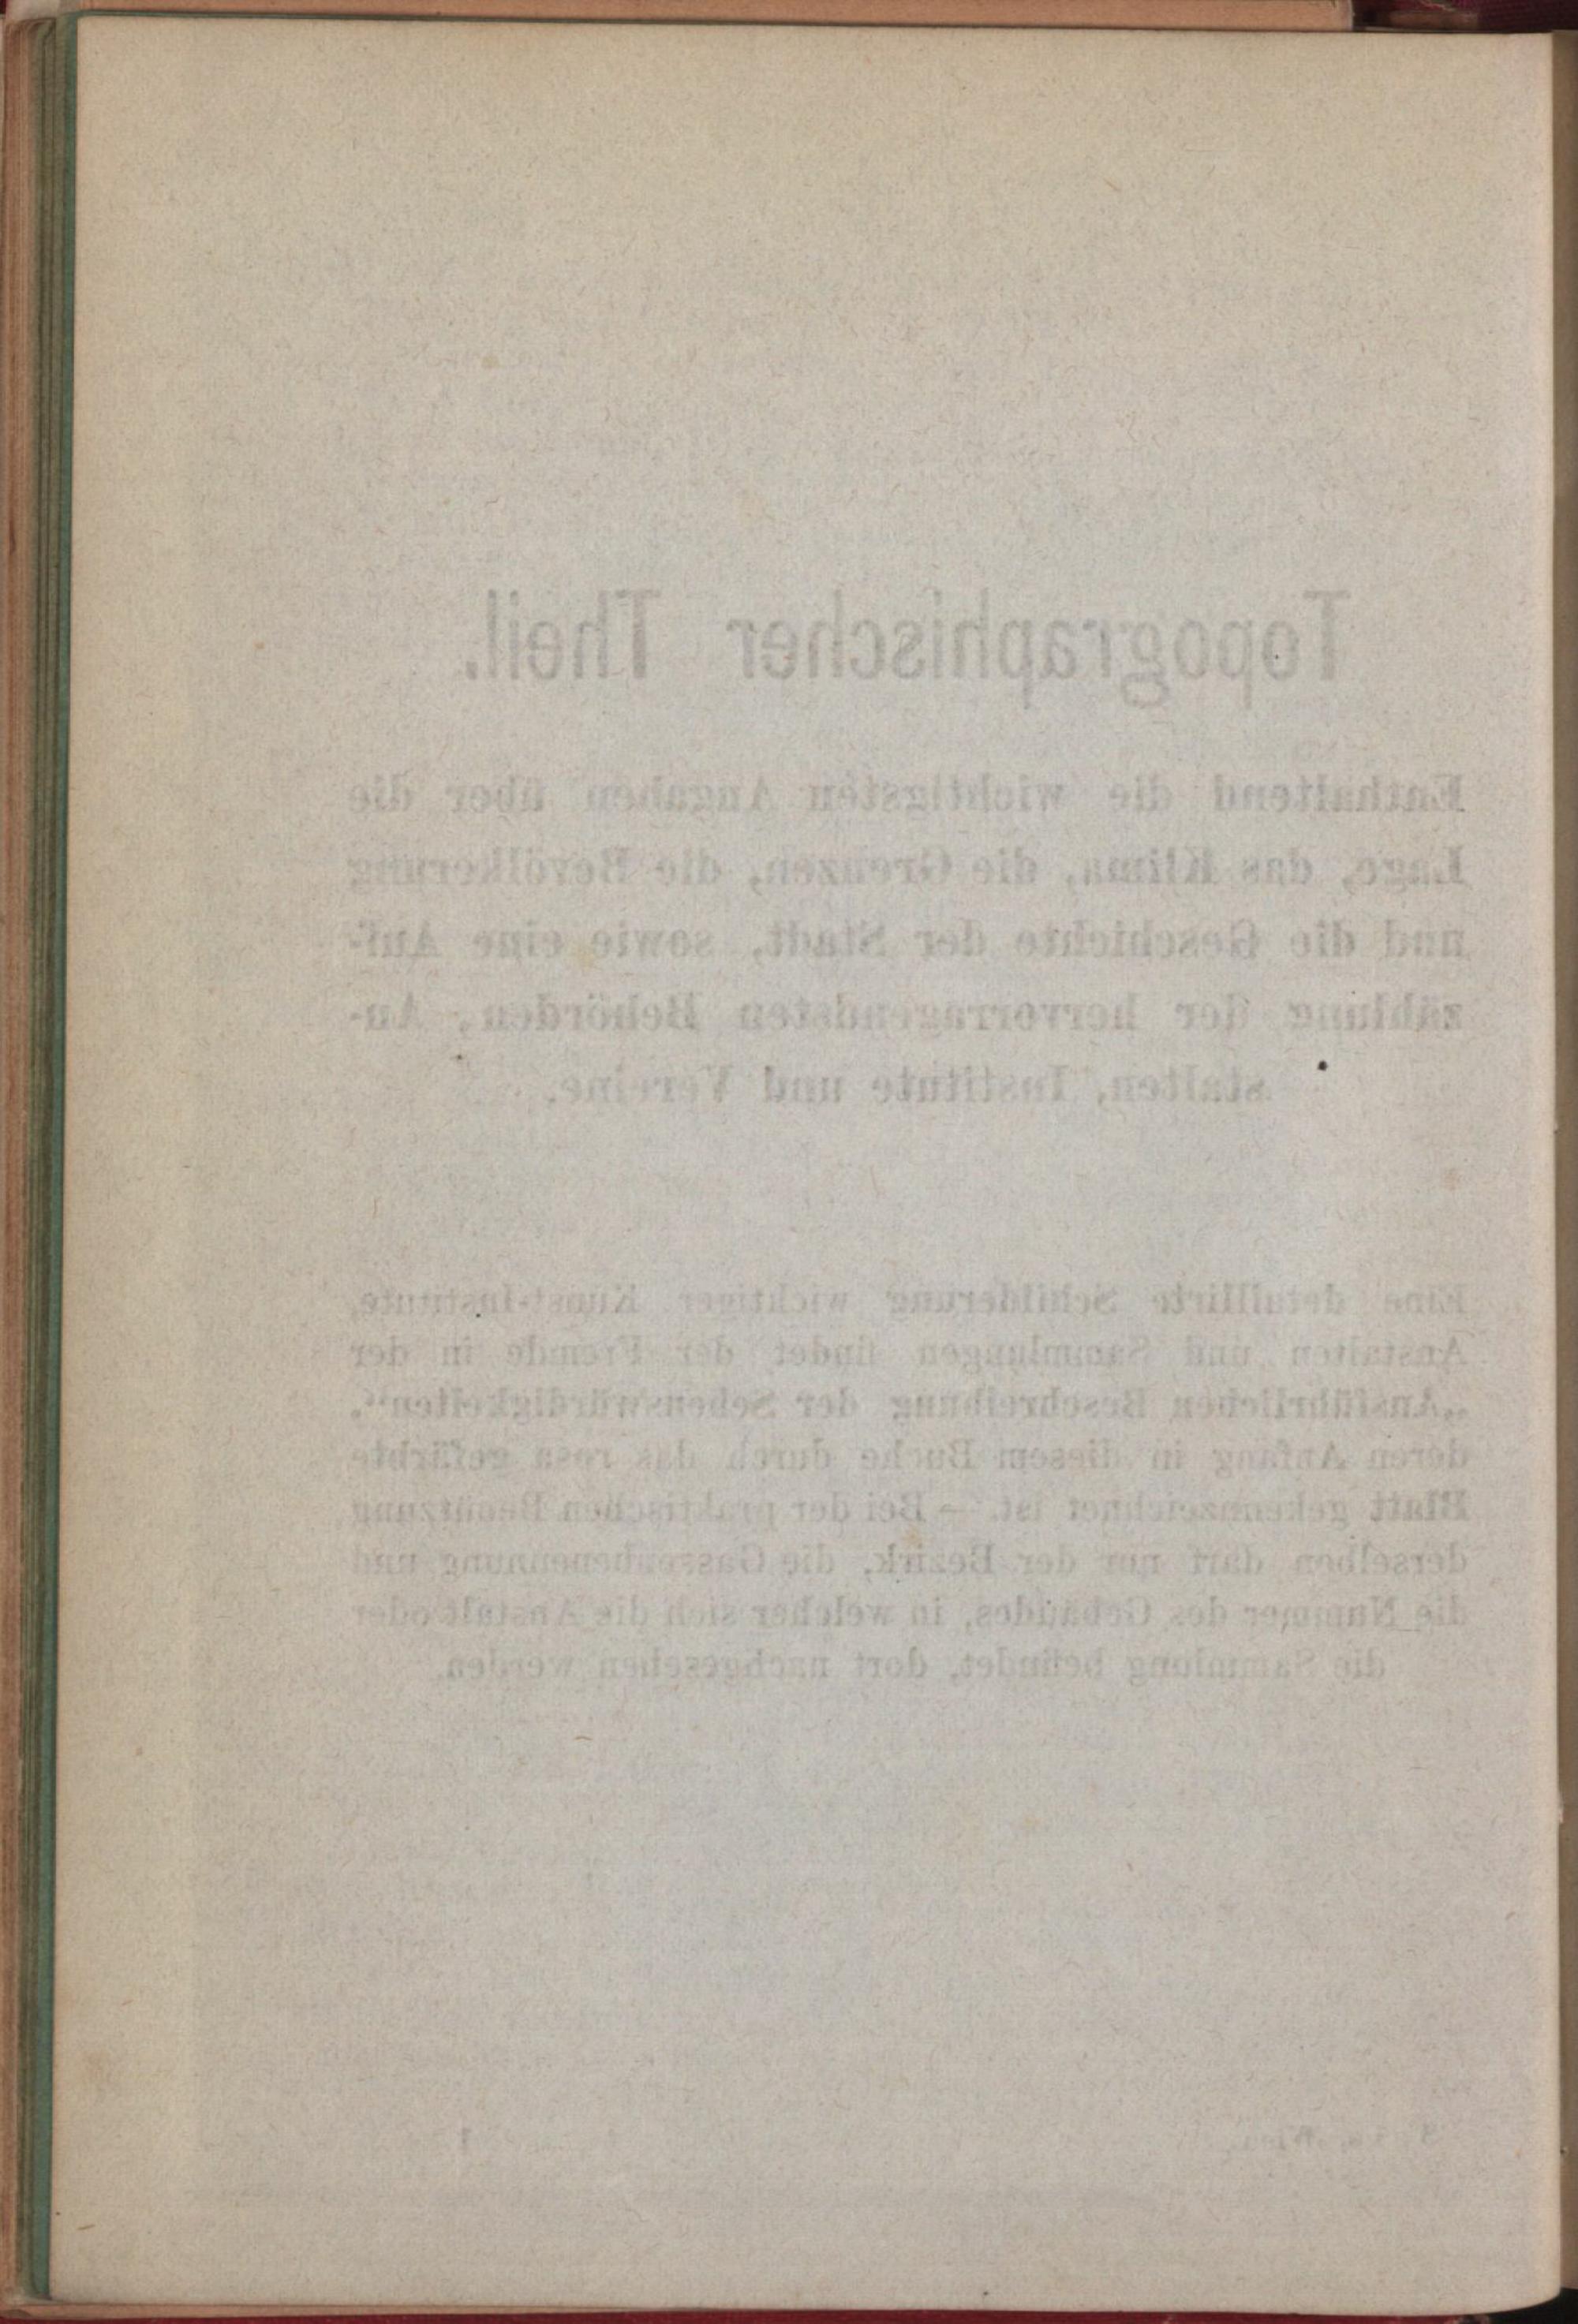 Topographischer Theil.
Enthaltend die wichtigsten Angaben über die
Lage, das Klima, die Grenzen, die Bevölkerung
und die Geschichte der Stadt, sowie eine Auf-
zählung der hervorragendsten Behörden, An-
stalten, Institute und Vereine.
Eine detaillirte Schilderung wichtiger Kunst-Institute,
Anstalten und Sammlungen findet der Fremde in der
„Ausführlichen Beschreibung der Sehenswürdigkeiten“,
deren Anfang in diesem Buche durch das rosa gefärbte
Blatt gekennzeichnet ist. — Bei der praktischen Benützung
derselben darf nur der Bezirk, die Gassenbenennung und
die Nummer des Gebäudes, in welcher sich die Anstalt oder
die Sammlung befindet, dort nachgesehen werden.